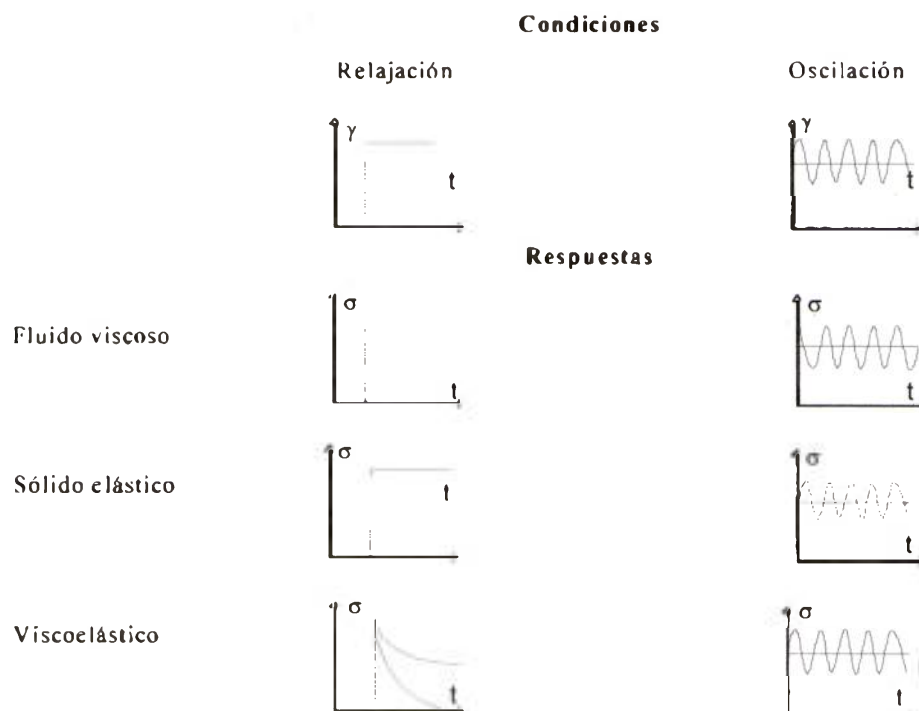 Condiciones
Relajación Oscilación
γ γ
t t
Respuestas
Fluido viscoso σ σ
t t
Sólido elástico σ σ
t t
Viscoelástico σ σ
t t